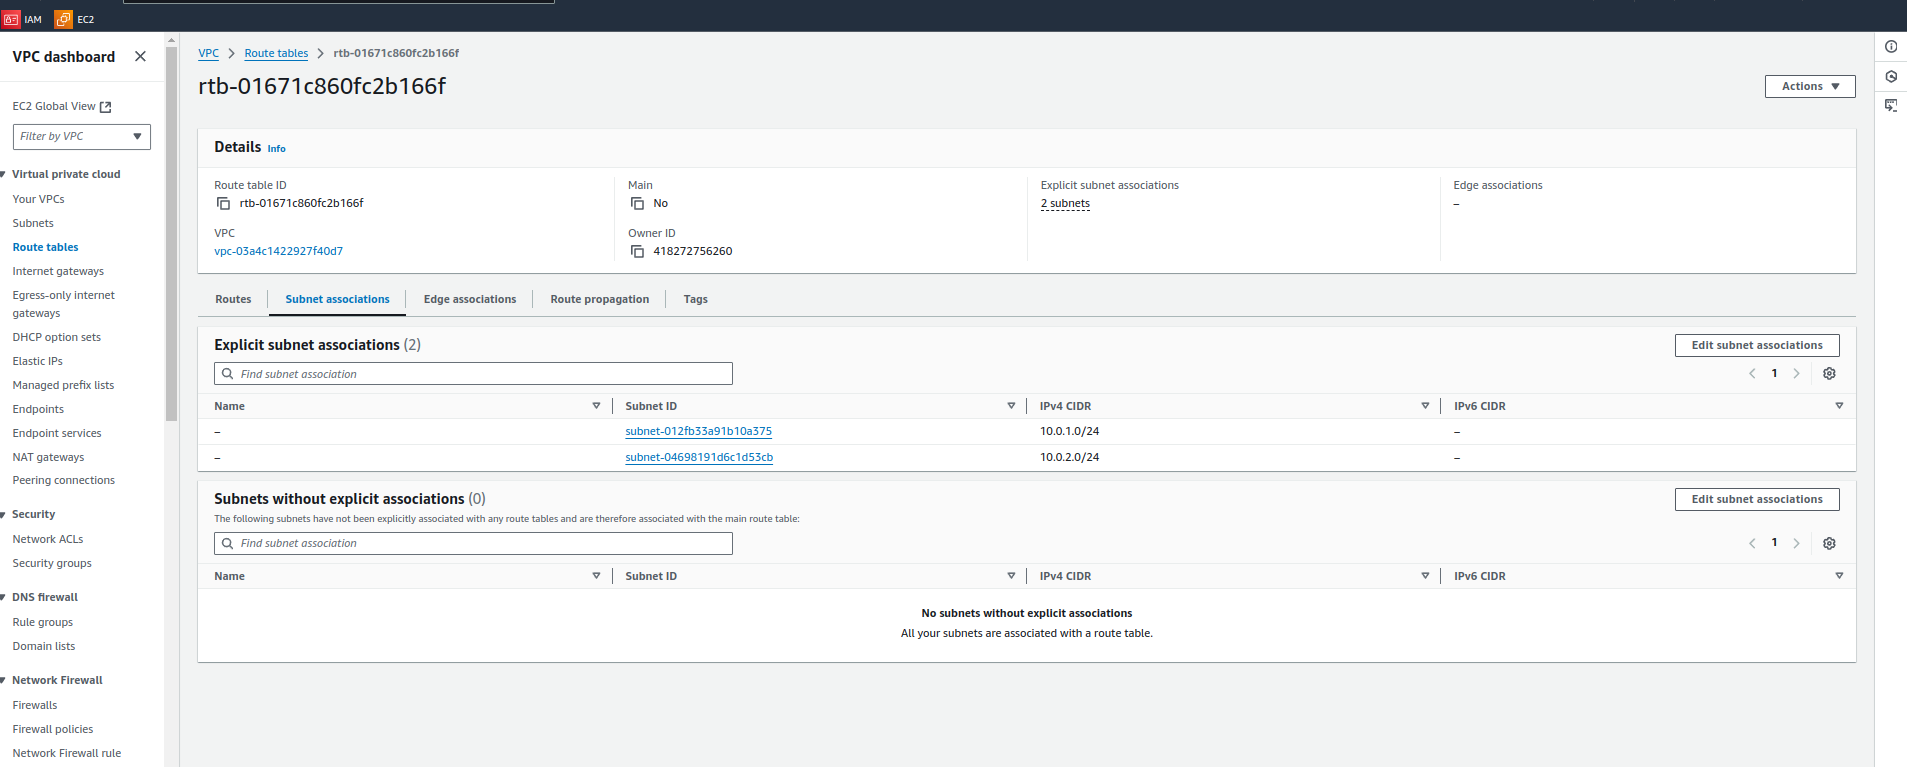 IAM EC2
VPC dashboard
EC2 Global View
Filter by VPC
Virtual private cloud
Your VPCs
Subnets
Route tables
Internet gateways
Egress-only internet
gateways
DHCP option sets
Elastic IPs
Managed prefix lists
Endpoints
Endpoint services
NAT gateways
Peering connections
Security
Network ACLs
Security groups
DNS firewall
Rule groups
Domain lists
Network Firewall
Firewalls
Firewall policies
Network Firewall rule
VPC > Route tables > rtb-01671c860fc2b166f
rtb-01671c860fc2b166f
Actions
Details Info
Route table ID
rtb-01671c860fc2b166f
VPC
vpc-03a4c1422927f40d7
Main
No
Owner ID
418272756260
Explicit subnet associations
2 subnets
Edge associations
–
Routes Subnet associations Edge associations Route propagation Tags
Explicit subnet associations (2)
Edit subnet associations
Find subnet association
1
Name Subnet ID IPv4 CIDR IPv6 CIDR
– subnet-012fb33a91b10a375 10.0.1.0/24 –
– subnet-04698191d6c1d53cb 10.0.2.0/24 –
Subnets without explicit associations (0)
Edit subnet associations
The following subnets have not been explicitly associated with any route tables and are therefore associated with the main route table:
Find subnet association
1
Name Subnet ID IPv4 CIDR IPv6 CIDR
No subnets without explicit associations
All your subnets are associated with a route table.